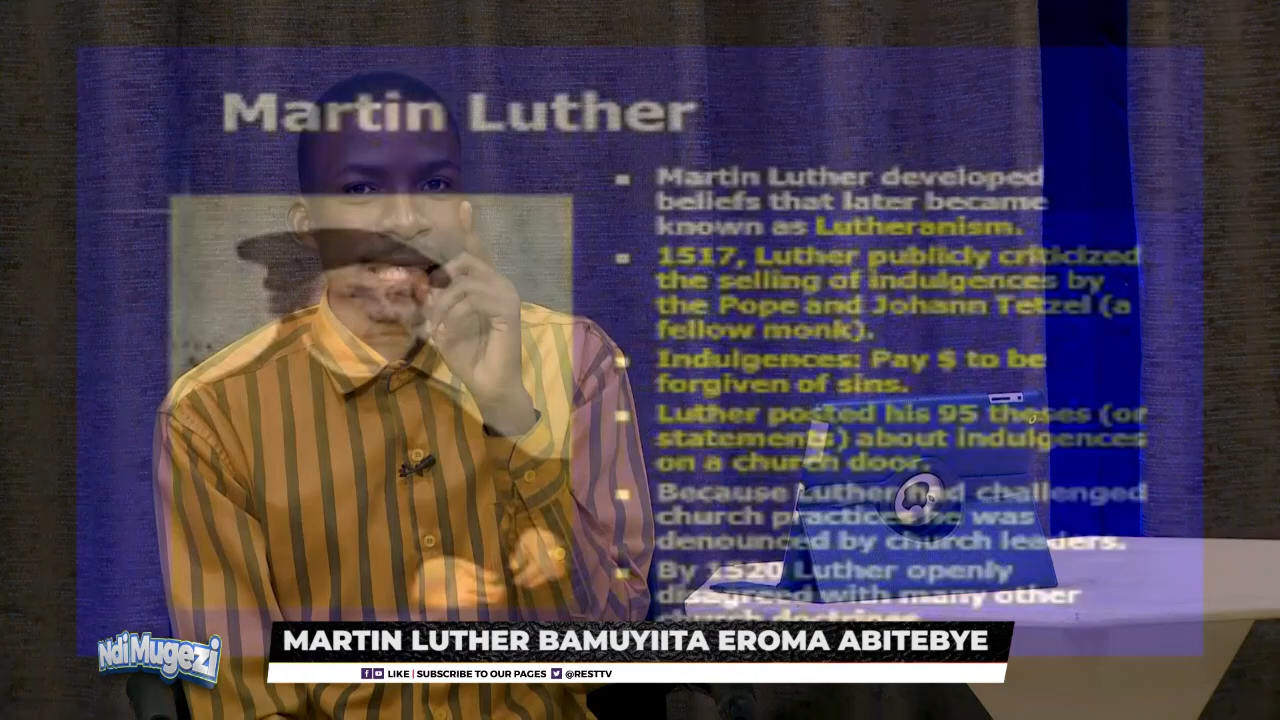 Martin Luther
▪ Martin Luther developed
beliefs that later became
known as Lutheranism.
▪ 1517, Luther publicly criticized
the selling of indulgences by
the Pope and Johann Tetzel (a
fellow monk).
▪ Indulgences: Pay $ to be
forgiven of sins.
▪ Luther posted his 95 theses (or
statements) about indulgences
on a church door.
▪ Because Luther had challenged
church practices he was
denounced by church leaders.
▪ By 1520 Luther openly
disagreed with many other
church doctrines.
NdiMugezi
MARTIN LUTHER BAMUYIITA EROMA ABITEBYE
LIKE | SUBSCRIBE TO OUR PAGES @RESTTV